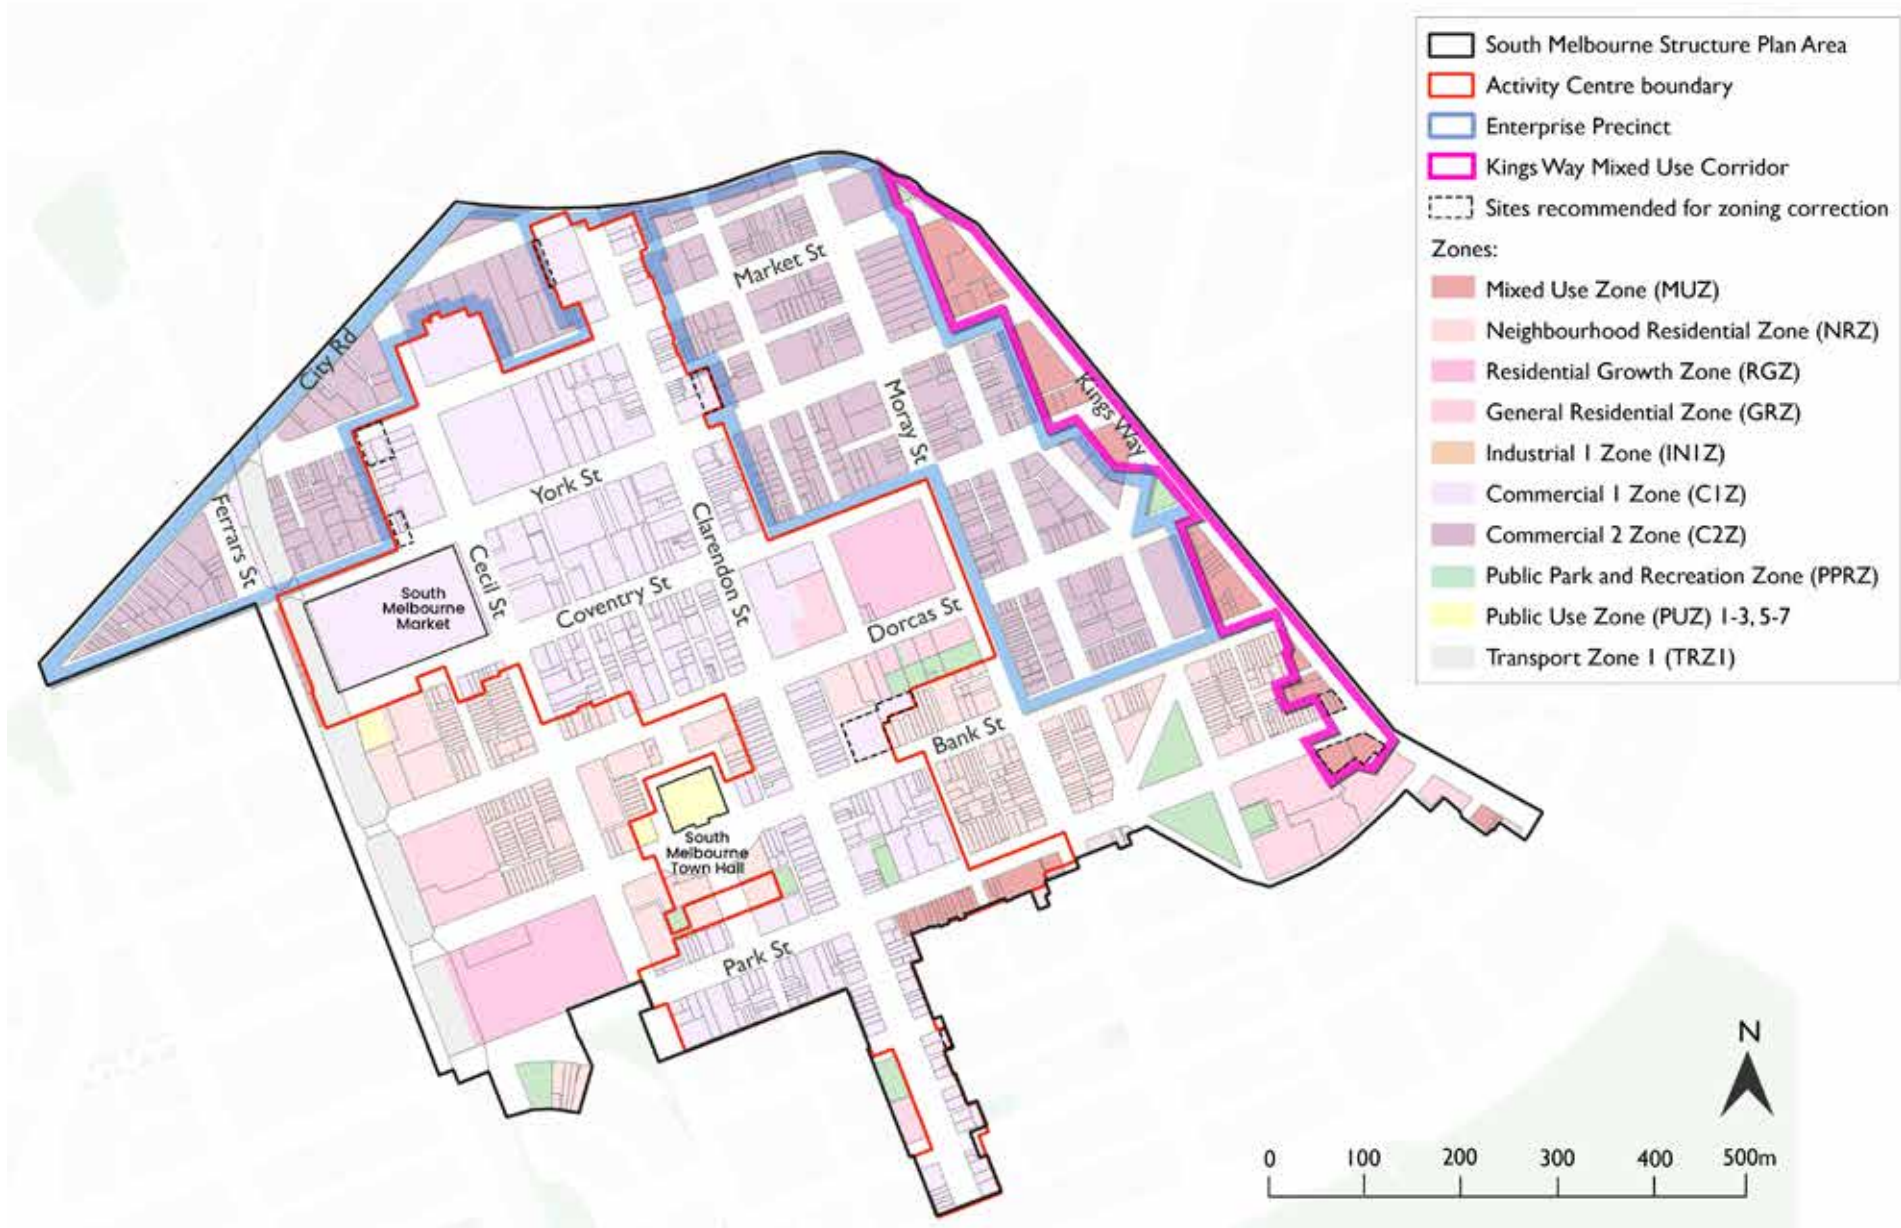 South Melbourne Structure Plan Area
Activity Centre boundary
Enterprise Precinct
Kings Way Mixed Use Corridor
Sites recommended for zoning correction
Zones:
Mixed Use Zone (MUZ)
Neighbourhood Residential Zone (NRZ)
Residential Growth Zone (RGZ)
General Residential Zone (GRZ)
Industrial 1 Zone (IN1Z)
Commercial 1 Zone (C1Z)
Commercial 2 Zone (C2Z)
Public Park and Recreation Zone (PPRZ)
Public Use Zone (PUZ) 1-3, 5-7
Transport Zone 1 (TRZ1)
Market St
City Rd
Kings Way
Moray St
York St
Ferrars St
Clarendon St
Cecil St
Coventry St
South
Melbourne
Market
Dorcas St
Bank St
South
Melbourne
Town Hall
Park St
N
0 100 200 300 400 500m